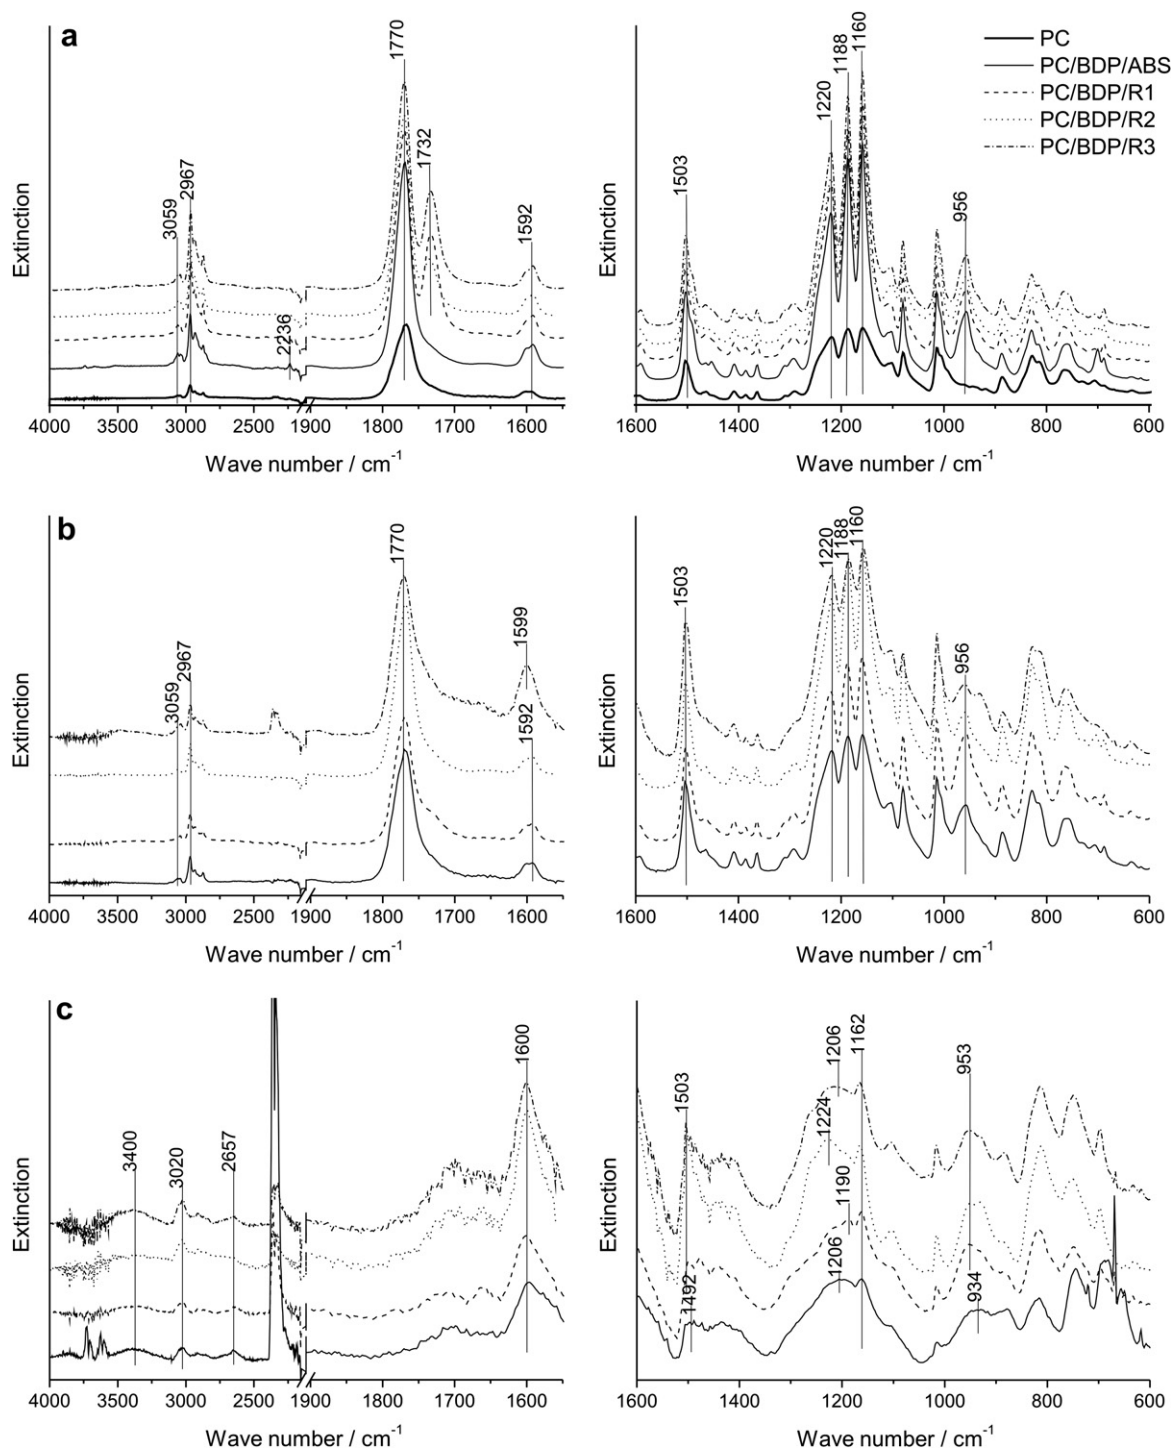 a
Extinction
3059
2967
2236
1770
1732
1592
4000 3500 3000 2500 1900 1800 1700 1600
Wave number / cm⁻¹
Extinction
1503
1220
1188
1160
956
PC
PC/BDP/ABS
PC/BDP/R1
PC/BDP/R2
PC/BDP/R3
1600 1400 1200 1000 800 600
Wave number / cm⁻¹
b
Extinction
3059
2967
1770
1599
1592
4000 3500 3000 2500 1900 1800 1700 1600
Wave number / cm⁻¹
Extinction
1503
1220
1188
1160
956
1600 1400 1200 1000 800 600
Wave number / cm⁻¹
c
Extinction
3400
3020
2657
1600
4000 3500 3000 2500 1900 1800 1700 1600
Wave number / cm⁻¹
Extinction
1503
1492
1206
1224
1190
1206
1162
953
934
1600 1400 1200 1000 800 600
Wave number / cm⁻¹